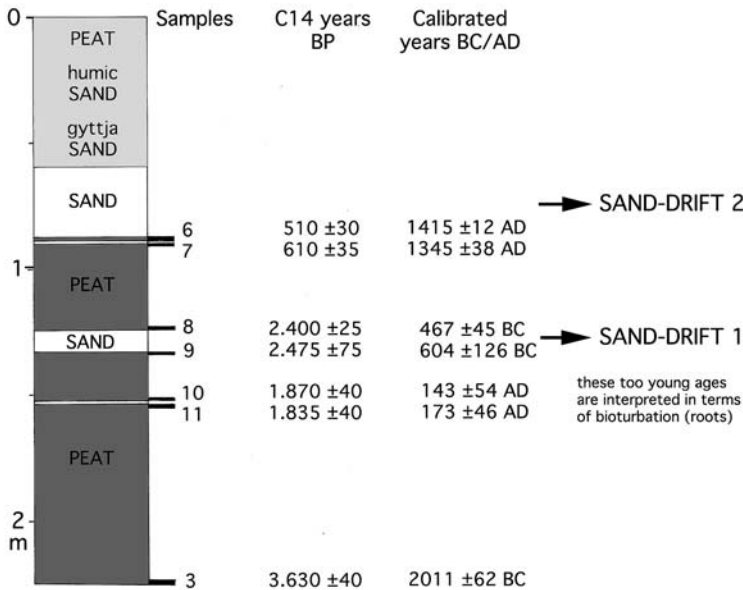 Samples C14 years BP Calibrated years BC/AD
0
PEAT
humic
SAND
gyttja
SAND
SAND
SAND-DRIFT 2
6 510 ±30 1415 ±12 AD
7 610 ±35 1345 ±38 AD
1
PEAT
8 2.400 ±25 467 ±45 BC
SAND
SAND-DRIFT 1
9 2.475 ±75 604 ±126 BC
10 1.870 ±40 143 ±54 AD
11 1.835 ±40 173 ±46 AD
these too young ages
are interpreted in terms
of bioturbation (roots)
PEAT
2
m
3 3.630 ±40 2011 ±62 BC